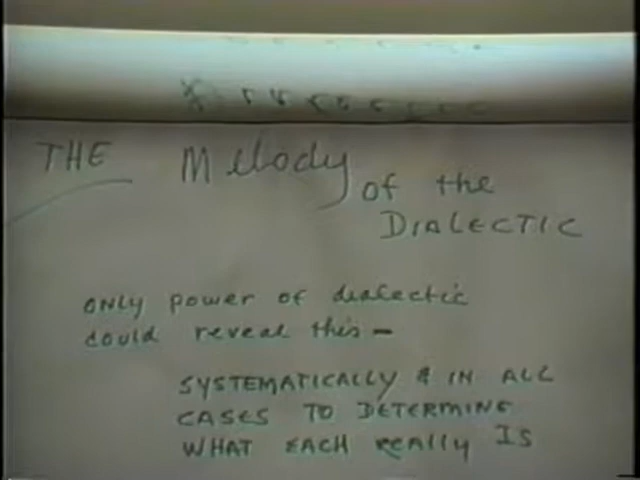 THE Melody
of the
DIALECTIC
ONLY power of dialectic
could reveal this —
SYSTEMATICALLY & IN ALL
CASES TO DETERMINE
WHAT EACH REALLY IS